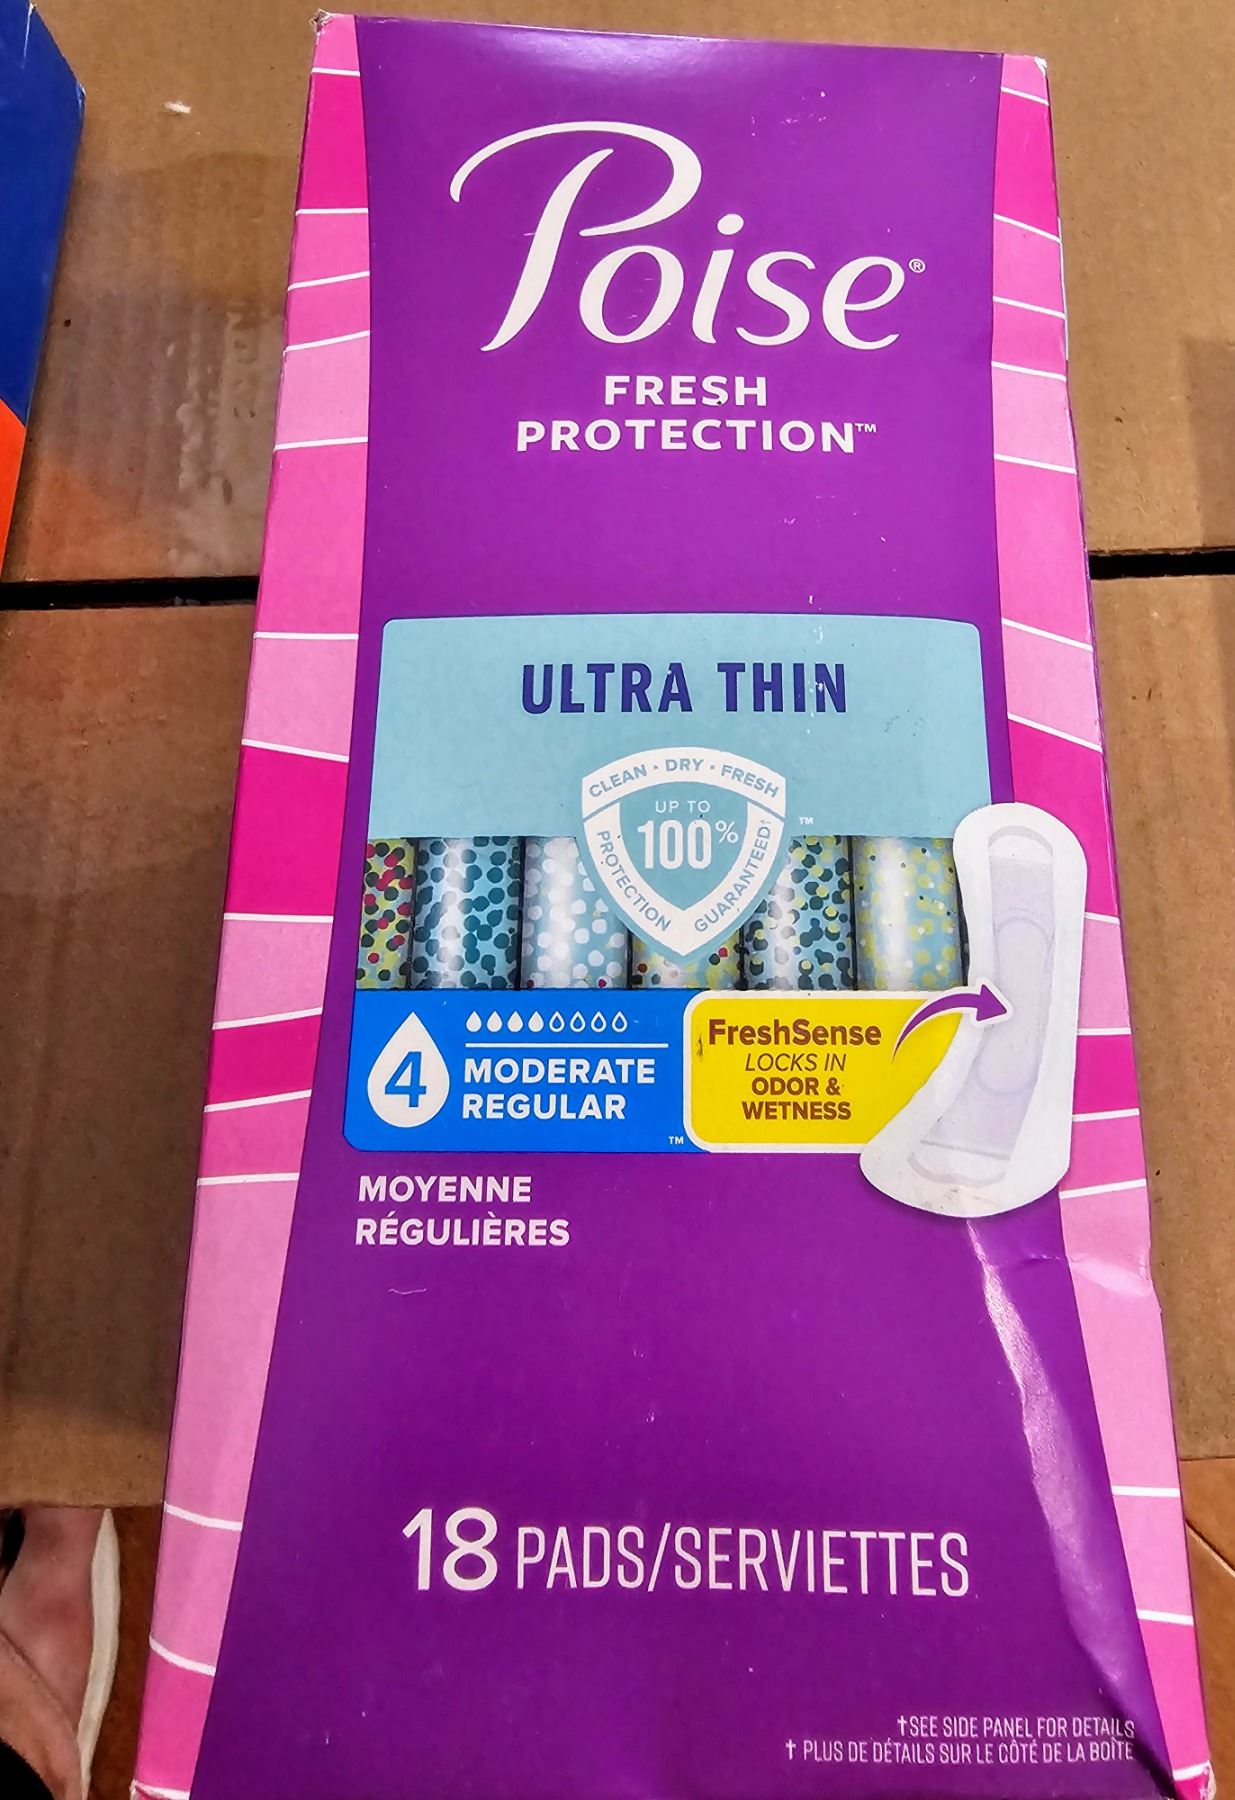 Poise®
FRESH
PROTECTION™
ULTRA THIN
CLEAN • DRY • FRESH
UP TO
100%
PROTECTION GUARANTEED† ™
4
MODERATE
REGULAR
™
FreshSense
LOCKS IN
ODOR &
WETNESS
MOYENNE
RÉGULIÈRES
18 PADS/SERVIETTES
†SEE SIDE PANEL FOR DETAILS
† PLUS DE DÉTAILS SUR LE CÔTÉ DE LA BOÎTE